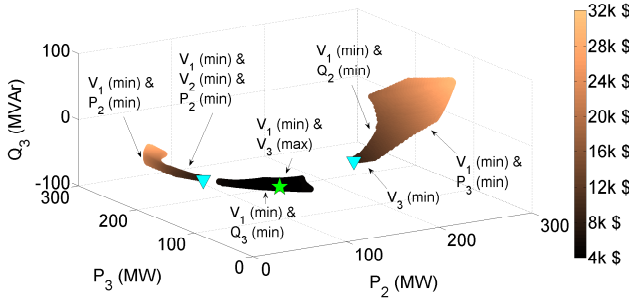 32k $
28k $
24k $
20k $
16k $
12k $
8k $
4k $
100
0
-100
Q3 (MVAr)
300
200
100
0
P3 (MW)
0
100
200
300
P2 (MW)
V1 (min) &
P2 (min)
V1 (min) &
V2 (min) &
P2 (min)
V1 (min) &
V3 (max)
V1 (min) &
Q3 (min)
V1 (min) &
Q2 (min)
V3 (min)
V1 (min) &
P3 (min)